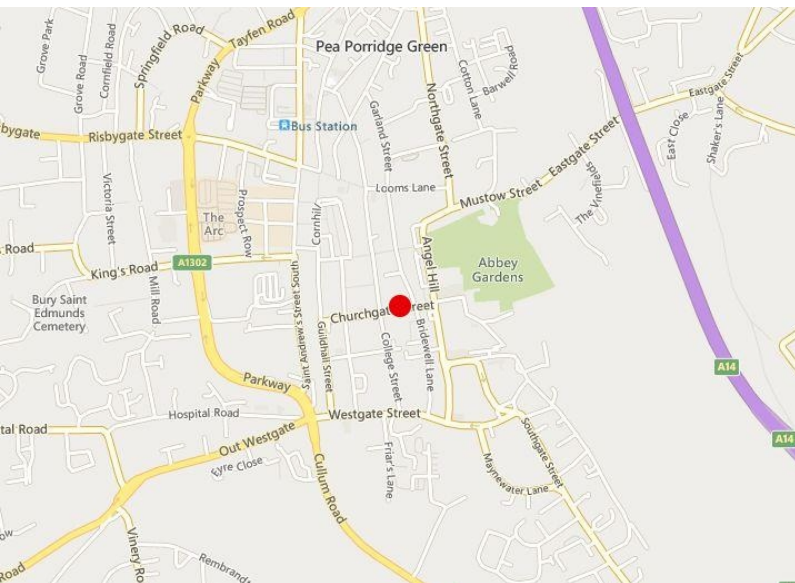 Grove Park
Grove Road
Cornfield Road
Springfield Road
Tayfen Road
Parkway
Pea Porridge Green
Cotton Lane
Barwell Road
Northgate Street
Garland Street
Bus Station
Eastgate Street
East Close
Shaker's Lane
Risbygate Street
Victoria Street
Looms Lane
Mustow Street
Eastgate Street
The Vinefields
The
Arc
Prospect Row
Cornhill
Angel Hill
Abbey
Gardens
Road
King's Road
A1302
Mill Road
Bury Saint
Edmunds
Cemetery
Saint Andrew's Street South
Guildhall Street
College Street
Bridewell Lane
A14
Parkway
Hospital Road
Westgate Street
Out Westgate
Eyre Close
Cullum Road
Friar's Lane
Southgate Street
Maynewater Lane
A14
Vinery
Road